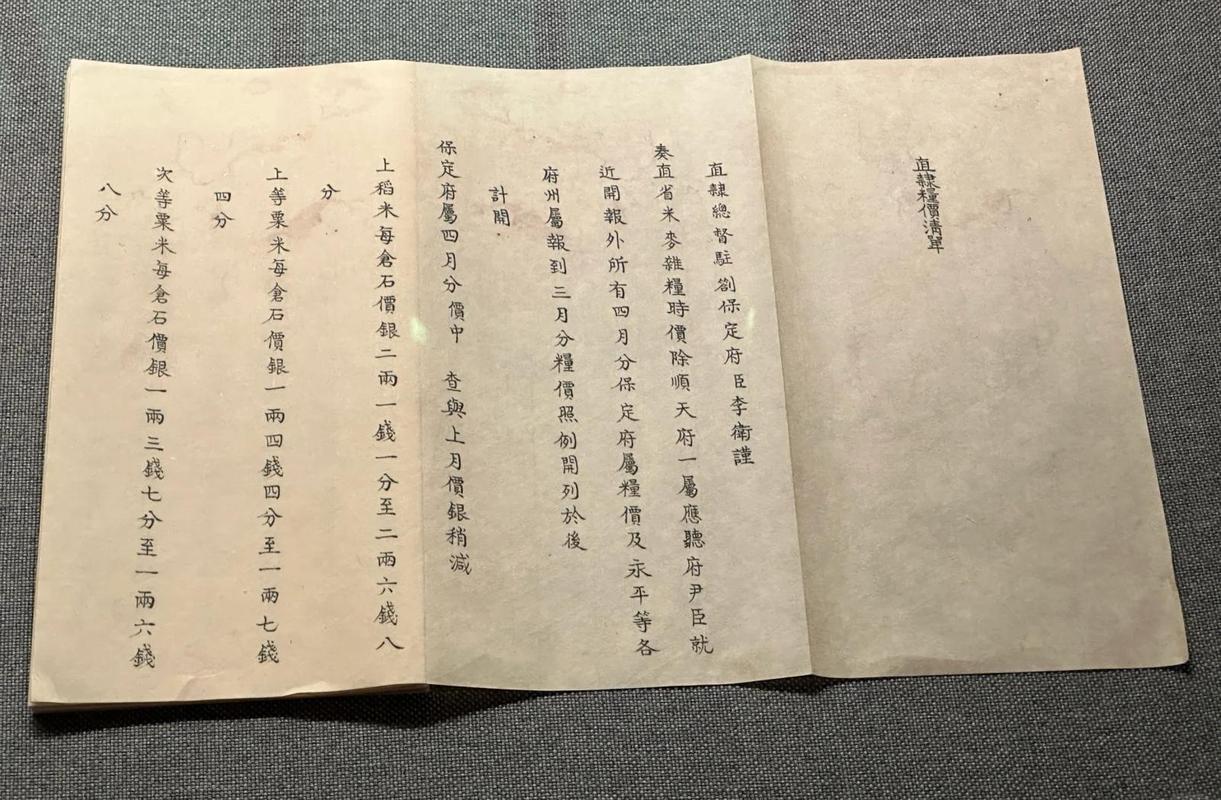 直隸糧價清單
直隸總督駐劄保定府臣李衛謹
奏直省米麥雜糧時價除順天府一屬應聽府尹臣就
近開報外所有四月分保定府屬糧價及永平等各
府州屬報到三月分糧價照例開列於後
計開
保定府屬四月分價中 查與上月價銀稍減
上稻米每倉石價銀二兩一錢一分至二兩六錢八
分
上等粟米每倉石價銀一兩四錢四分至一兩七錢
四分
次等粟米每倉石價銀一兩三錢七分至一兩六錢
八分